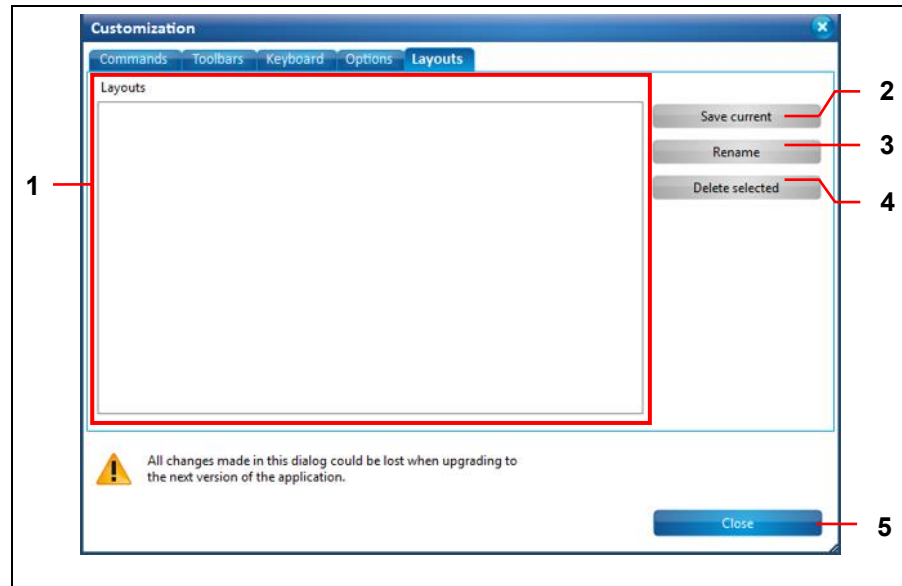 Customization
Commands Toolbars Keyboard Options Layouts
Layouts
2
Save current
3
Rename
1
Delete selected
4
All changes made in this dialog could be lost when upgrading to
the next version of the application.
Close
5